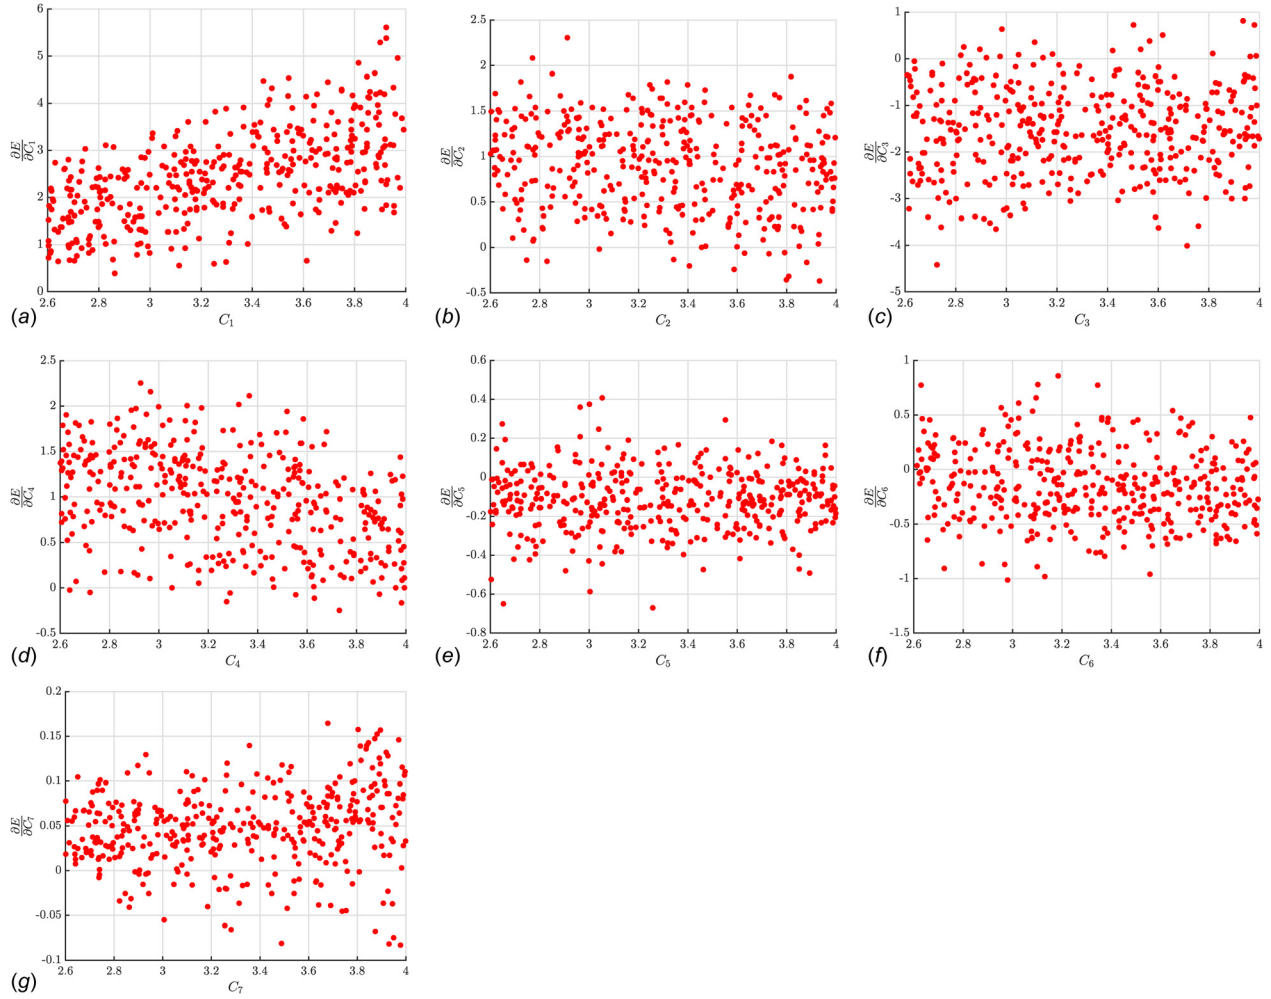 6
5
4
3
2
1
0
∂E
∂C₁
2.6 2.8 3 3.2 3.4 3.6 3.8 4
(a) C₁
2.5
2
1.5
1
0.5
0
-0.5
∂E
∂C₂
2.6 2.8 3 3.2 3.4 3.6 3.8 4
(b) C₂
1
0
-1
-2
-3
-4
-5
∂E
∂C₃
2.6 2.8 3 3.2 3.4 3.6 3.8 4
(c) C₃
2.5
2
1.5
1
0.5
0
-0.5
∂E
∂C₄
2.6 2.8 3 3.2 3.4 3.6 3.8 4
(d) C₄
0.6
0.4
0.2
0
-0.2
-0.4
-0.6
-0.8
∂E
∂C₅
2.6 2.8 3 3.2 3.4 3.6 3.8 4
(e) C₅
1
0.5
0
-0.5
-1
-1.5
∂E
∂C₆
2.6 2.8 3 3.2 3.4 3.6 3.8 4
(f) C₆
0.2
0.15
0.1
0.05
0
-0.05
-0.1
∂E
∂C₇
2.6 2.8 3 3.2 3.4 3.6 3.8 4
(g) C₇